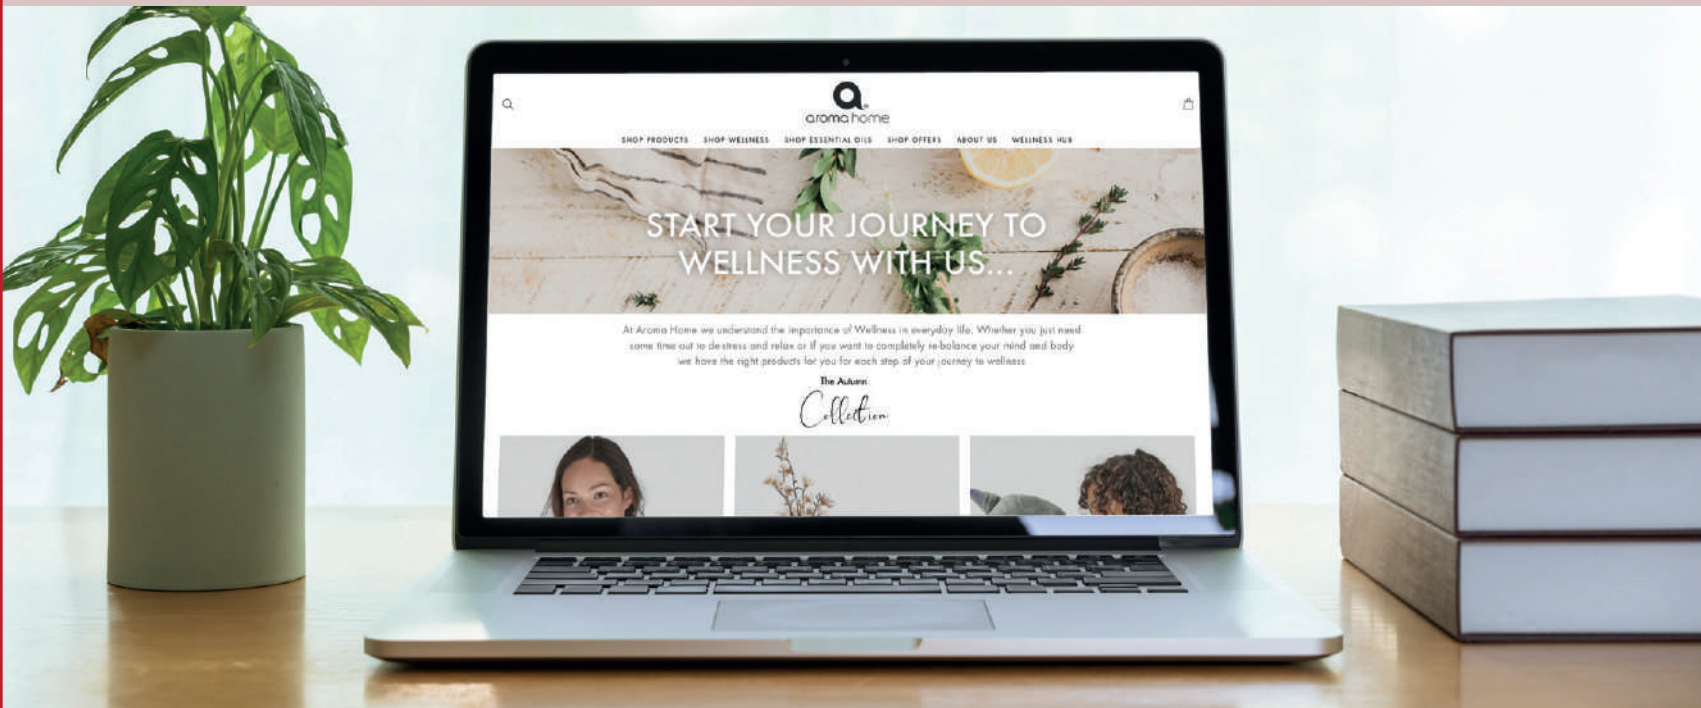 a
aroma home
SHOP PRODUCTS SHOP WELLNESS SHOP ESSENTIAL OILS SHOP OFFERS ABOUT US WELLNESS HUB
START YOUR JOURNEY TO
WELLNESS WITH US...
At Aroma Home we understand the importance of Wellness in everyday life. Whether you just need
some time out to de-stress and relax or if you want to completely re-balance your mind and body
we have the right products for you for each step of your journey to wellness
The Autumn
Collection